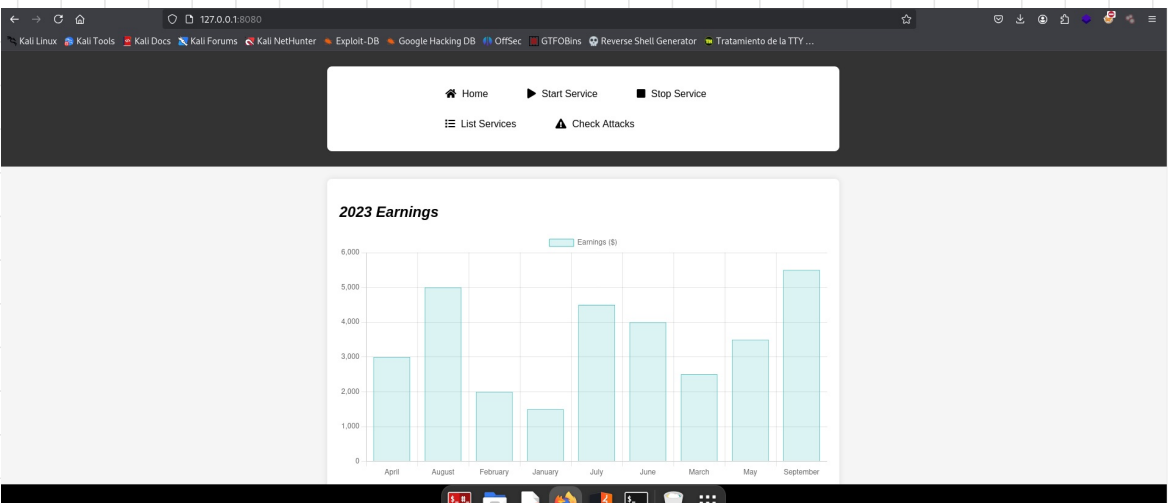 127.0.0.1:8080
Kali Linux Kali Tools Kali Docs Kali Forums Kali NetHunter Exploit-DB Google Hacking DB OffSec GTFOBins Reverse Shell Generator Tratamiento de la TTY ...
Home Start Service Stop Service
List Services Check Attacks
2023 Earnings
Earnings ($)
6,000
5,000
4,000
3,000
2,000
1,000
0
April August February January July June March May September